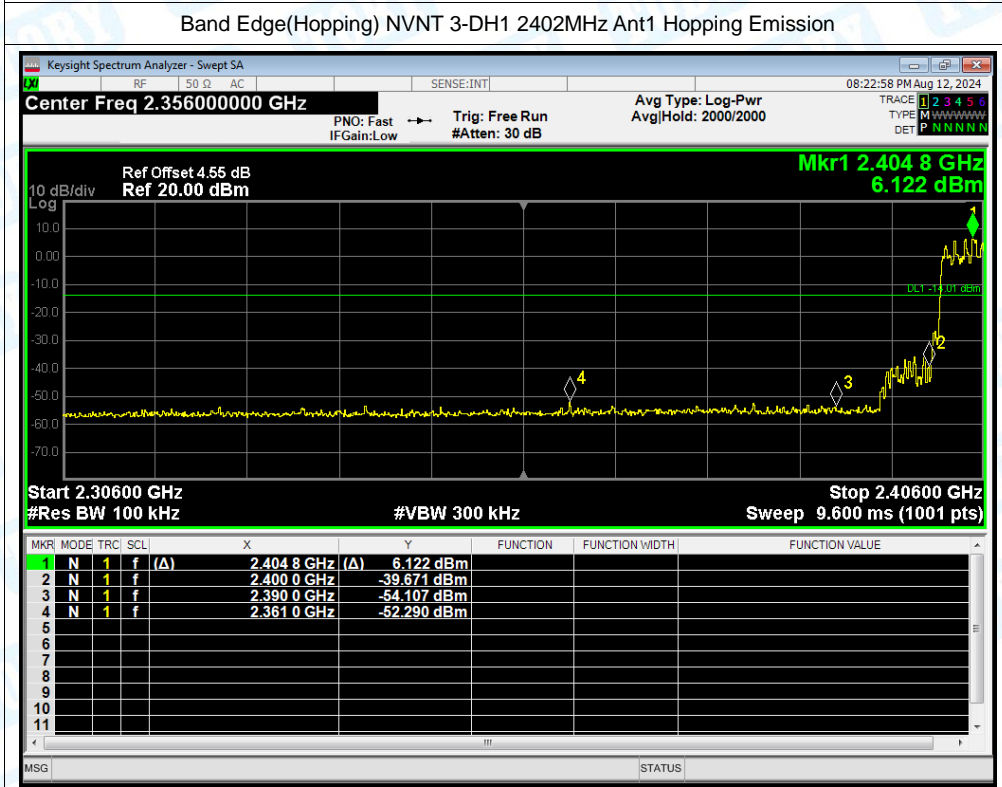 Band Edge(Hopping) NVNT 3-DH1 2402MHz Ant1 Hopping Emission
Keysight Spectrum Analyzer - Swept SA
LXI RF 50 Ω AC SENSE:INT 08:22:58 PM Aug 12, 2024
Center Freq 2.356000000 GHz
PNO: Fast
IFGain:Low
Trig: Free Run
#Atten: 30 dB
Avg Type: Log-Pwr
Avg|Hold: 2000/2000
TRACE 1 2 3 4 5 6
TYPE M WWWWW
DET P N N N N N
Mkr1 2.404 8 GHz
6.122 dBm
Ref Offset 4.55 dB
10 dB/div Ref 20.00 dBm
Log
1
10.0
0.00
-10.0
DL1 -14.01 dBm
-20.0
-30.0
2
-40.0
4
3
-50.0
-60.0
-70.0
Start 2.30600 GHz Stop 2.40600 GHz
#Res BW 100 kHz #VBW 300 kHz Sweep 9.600 ms (1001 pts)
MKR MODE TRC SCL X Y FUNCTION FUNCTION WIDTH FUNCTION VALUE
1 N 1 f (Δ) 2.404 8 GHz (Δ) 6.122 dBm
2 N 1 f 2.400 0 GHz -39.671 dBm
3 N 1 f 2.390 0 GHz -54.107 dBm
4 N 1 f 2.361 0 GHz -52.290 dBm
5
6
7
8
9
10
11
MSG STATUS